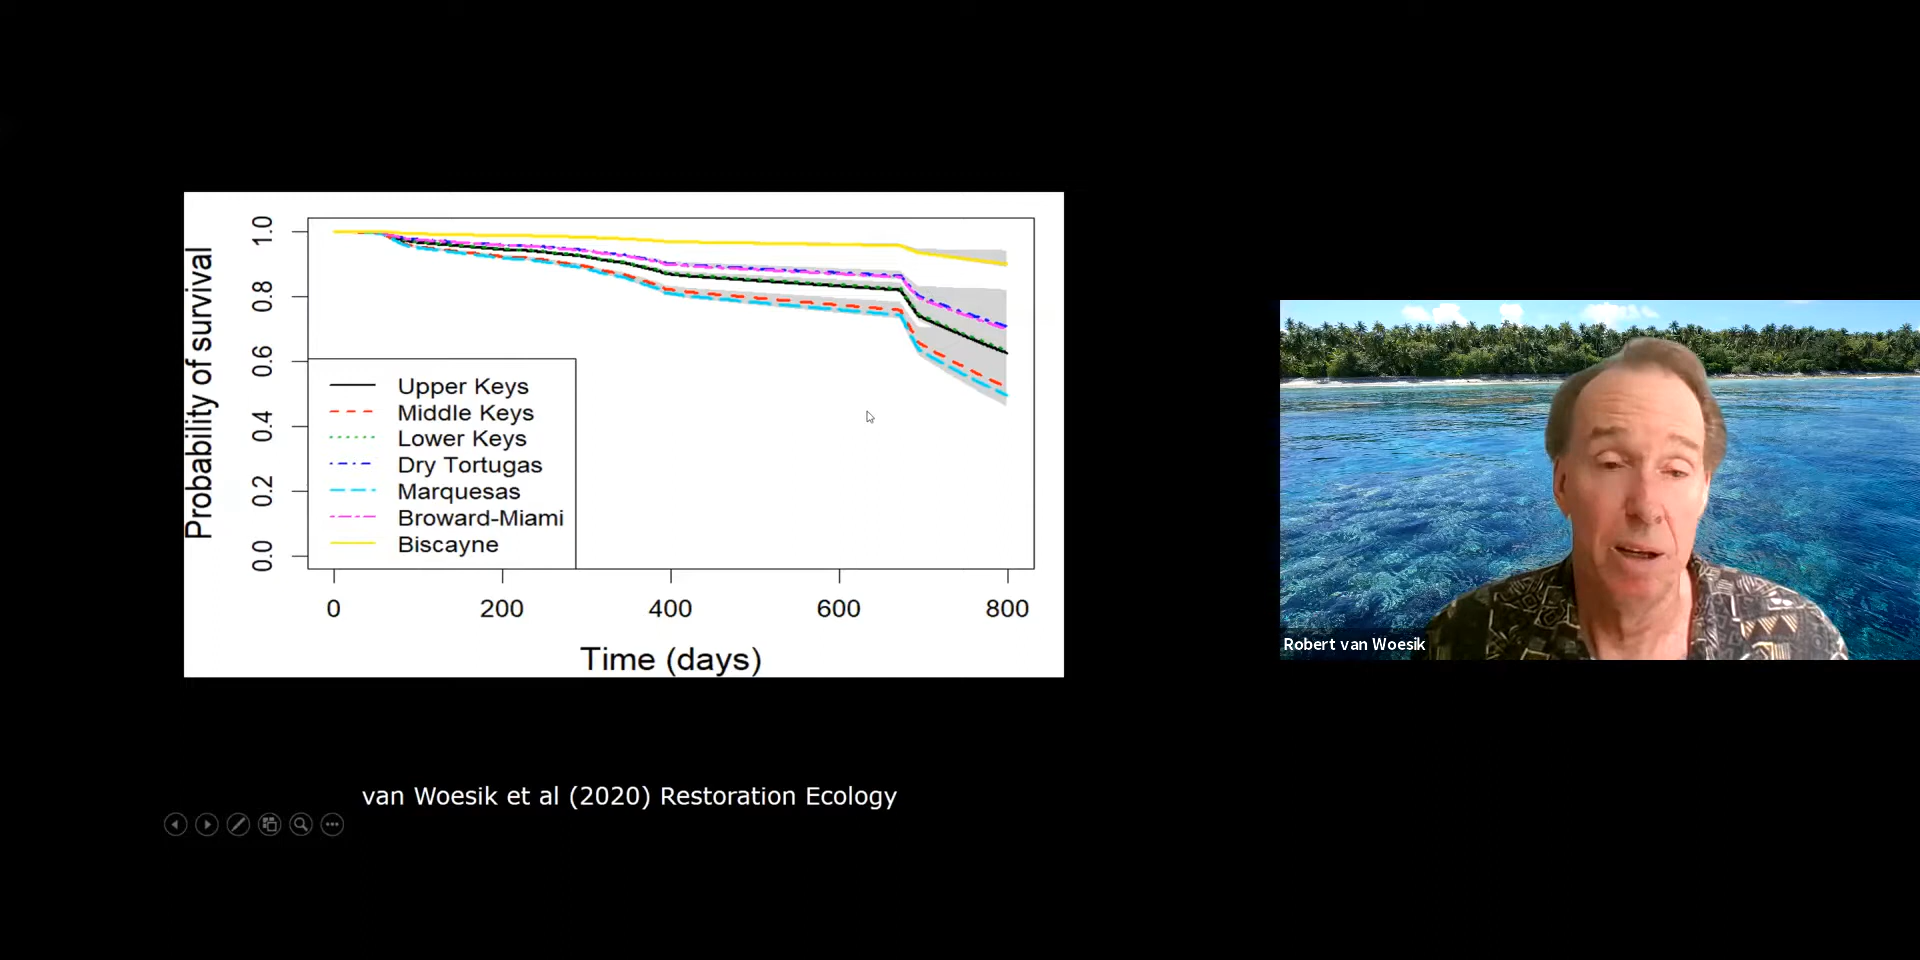 Probability of survival
1.0
0.8
0.6
0.4
0.2
0.0
Upper Keys
Middle Keys
Lower Keys
Dry Tortugas
Marquesas
Broward-Miami
Biscayne
0 200 400 600 800
Time (days)
van Woesik et al (2020) Restoration Ecology
Robert van Woesik